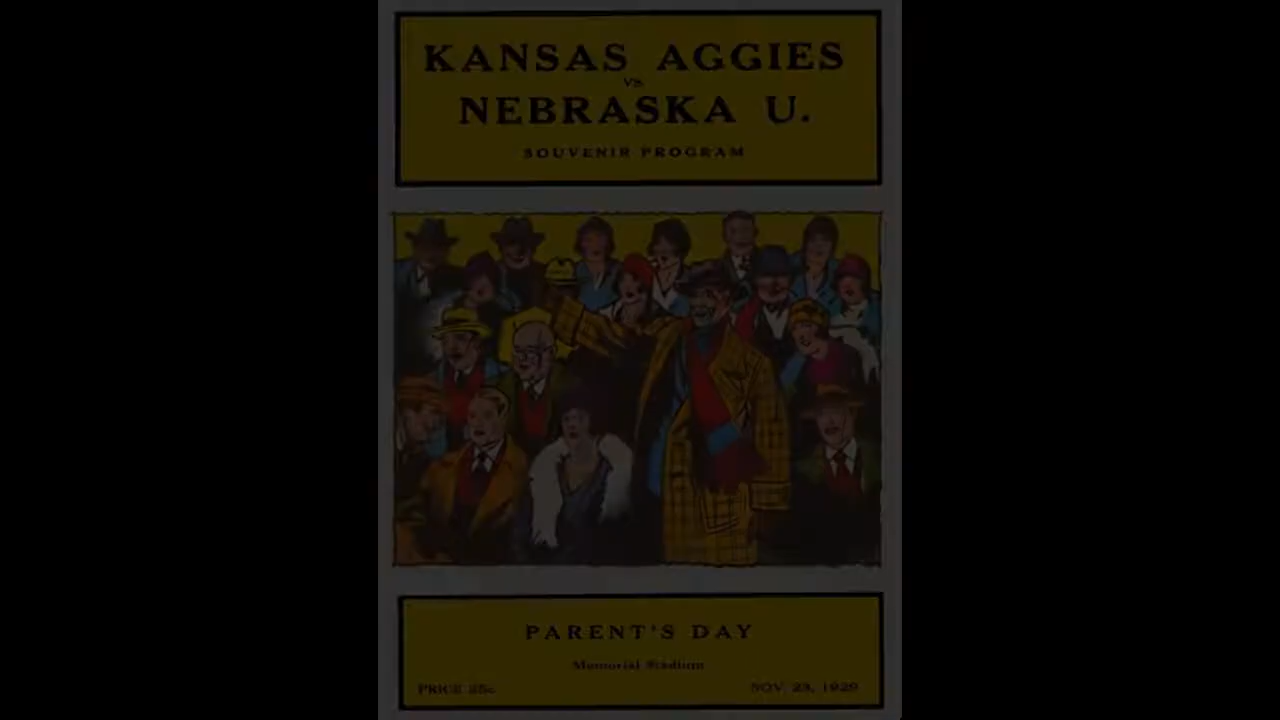 KANSAS AGGIES
VS.
NEBRASKA U.
SOUVENIR PROGRAM
PARENT'S DAY
Memorial Stadium
PRICE 25c
NOV. 23, 1929